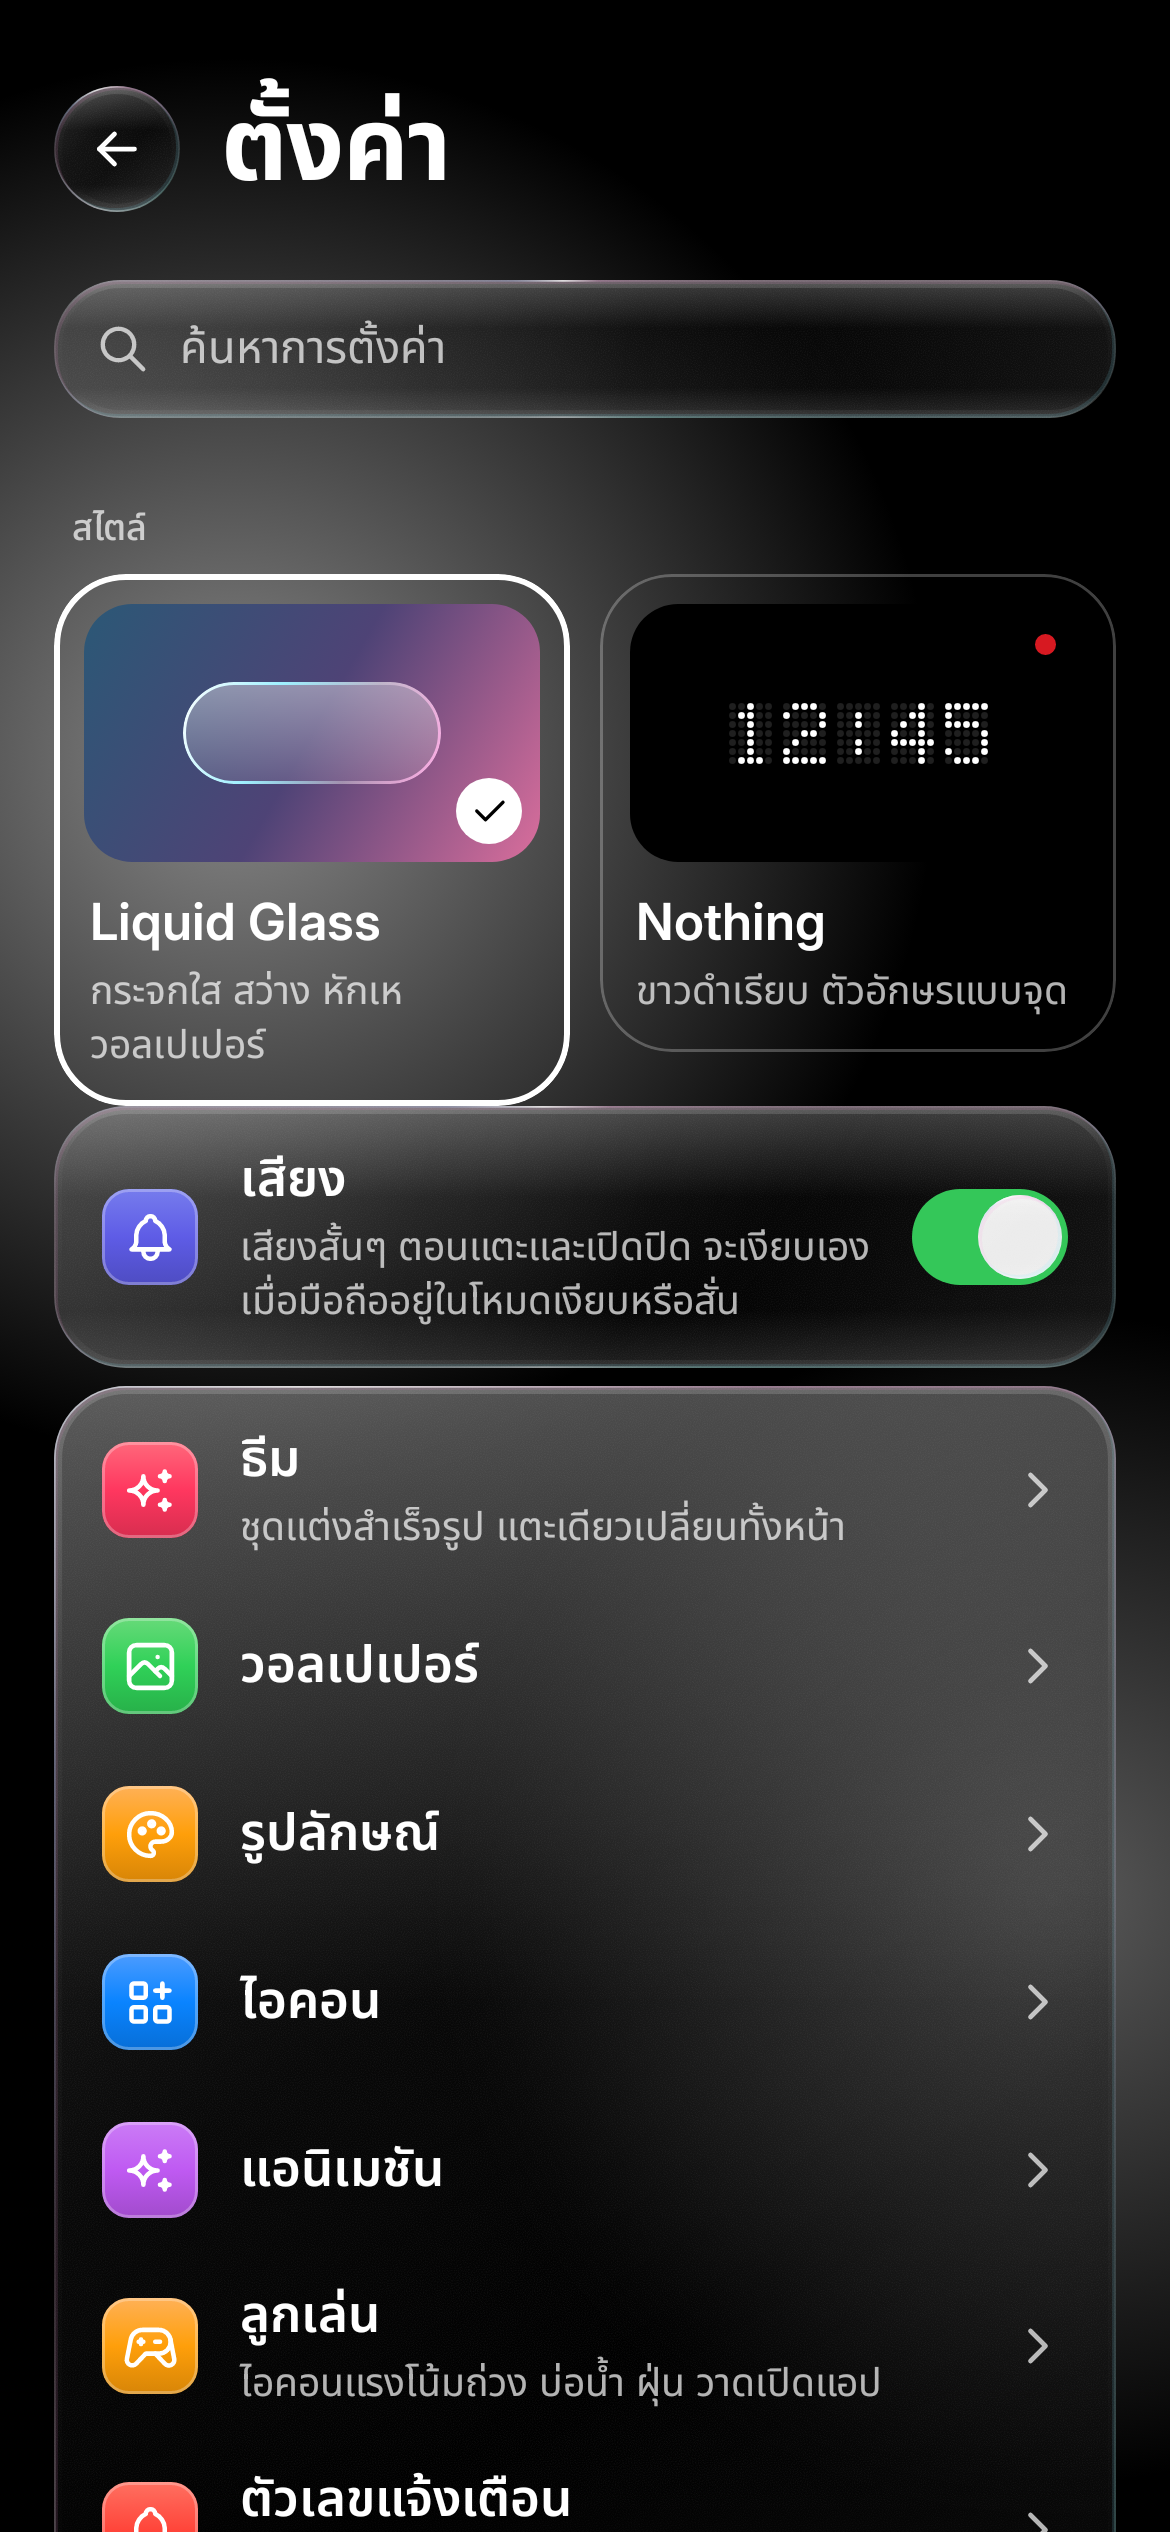 ตั้งค่า
ค้นหาการตั้งค่า
สไตล์
12:45
Liquid Glass
กระจกใส สว่าง หักเห
วอลเปเปอร์
Nothing
ขาวดำเรียบ ตัวอักษรแบบจุด
เสียง
เสียงสั้นๆ ตอนแตะและเปิดปิด จะเงียบเอง
เมื่อมือถืออยู่ในโหมดเงียบหรือสั่น
ธีม
ชุดแต่งสำเร็จรูป แตะเดียวเปลี่ยนทั้งหน้า
วอลเปเปอร์
รูปลักษณ์
ไอคอน
แอนิเมชัน
ลูกเล่น
ไอคอนแรงโน้มถ่วง บ่อน้ำ ฝุ่น วาดเปิดแอป
ตัวเลขแจ้งเตือน